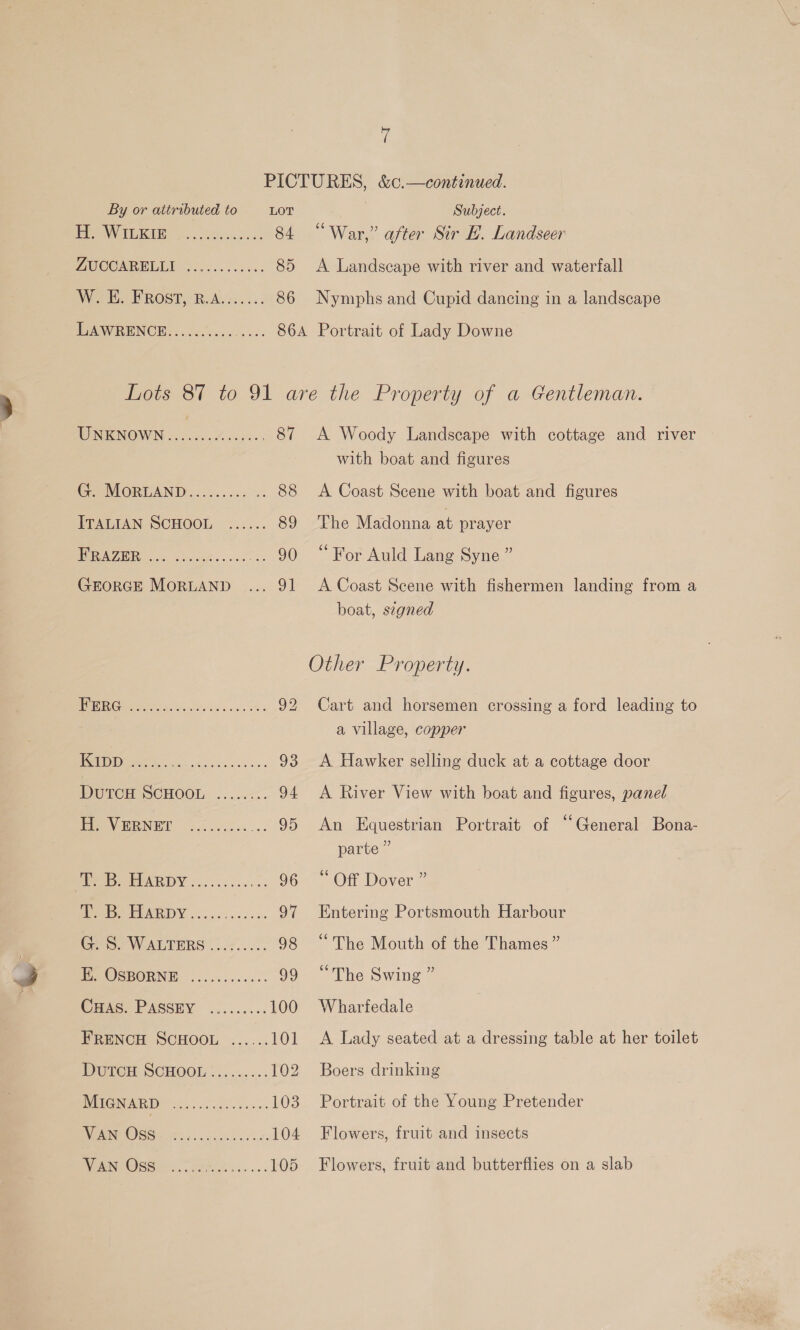 7
PICTURES, &c.—continued.
By or attributed to LOT Subject.
H. WILKIE ............ 84 “War,” after Sir E. Landseer
ZUCCARELLI ............ 85 A Landscape with river and waterfall
W. E. FROST, R.A....... 86 Nymphs and Cupid dancing in a landscape
LAWRENCE............ .... 86A Portrait of Lady Downe
Lots 87 to 91 are the Property of a Gentleman.
UNKNOWN............... 87 A Woody Landscape with cottage and river
with boat and figures
G. MORLAND......... .. 88 A Coast Scene with boat and figures
ITALIAN SCHOOL ...... 89 The Madonna at prayer
FRAZER ... ............... 90 “For Auld Lang Syne”
GEORGE MORLAND ... 91 A Coast Scene with fishermen landing from a
boat, signed
Other Property.
FERG ..................... 92 Cart and horsemen crossing a ford leading to
a village, copper
KIDD ..................... 93 A Hawker selling duck at a cottage door
DUTCH SCHOOL ........ 94 A River View with boat and figures, panel
H. VERNET ............ 95 An Equestrian Portrait of “General Bona-
parte”
T. B. HARDY............ 96 “Off Dover”
T. B. HARDY............ 97 Entering Portsmouth Harbour
G. S. WALTERS ......... 98 “The Mouth of the Thames”
E. OSBORNE ............ 99 “The Swing”
CHAS. PASSEY .........100 Wharfedale
FRENCH SCHOOL ......101 A Lady seated at a dressing table at her toilet
DUTCH SCHOOL.........102 Boers drinking
MIGNARD ...............103 Portrait of the Young Pretender
VAN OSS ...............104 Flowers, fruit and insects
VAN OSS ...............105 Flowers, fruit and butterflies on a slab